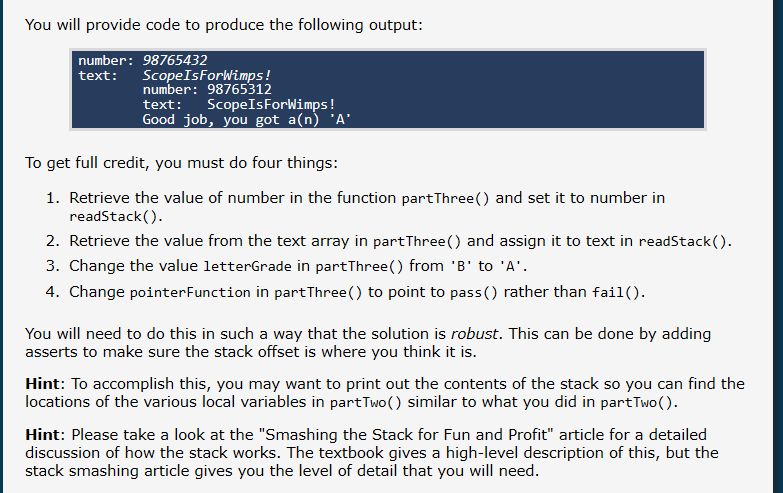 You will provide code to produce the following output:
number: 98765432
text:   ScopeIsForWimps!
        number: 98765312
        text:   ScopeIsForWimps!
        Good job, you got a(n) 'A'
To get full credit, you must do four things:
1. Retrieve the value of number in the function partThree() and set it to number in
readStack().
2. Retrieve the value from the text array in partThree() and assign it to text in readStack().
3. Change the value letterGrade in partThree() from 'B' to 'A'.
4. Change pointerFunction in partThree() to point to pass() rather than fail().
You will need to do this in such a way that the solution is robust. This can be done by adding
asserts to make sure the stack offset is where you think it is.
Hint: To accomplish this, you may want to print out the contents of the stack so you can find the
locations of the various local variables in partTwo() similar to what you did in partTwo().
Hint: Please take a look at the "Smashing the Stack for Fun and Profit" article for a detailed
discussion of how the stack works. The textbook gives a high-level description of this, but the
stack smashing article gives you the level of detail that you will need.